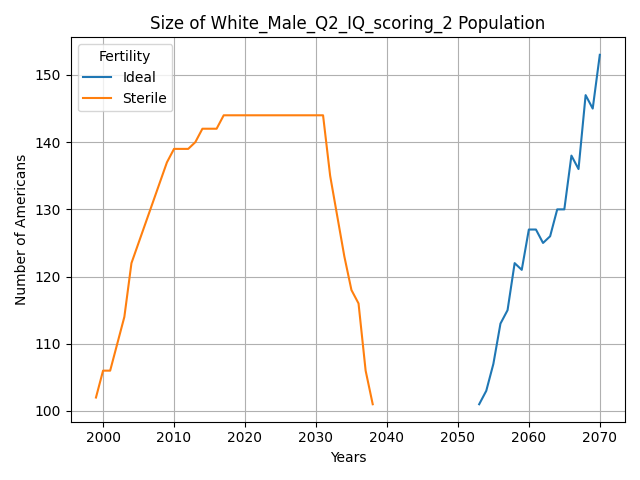 Size of White_Male_Q2_IQ_scoring_2 Population
Fertility
Ideal
Sterile
Number of Americans
150
140
130
120
110
100
2000 2010 2020 2030 2040 2050 2060 2070
Years